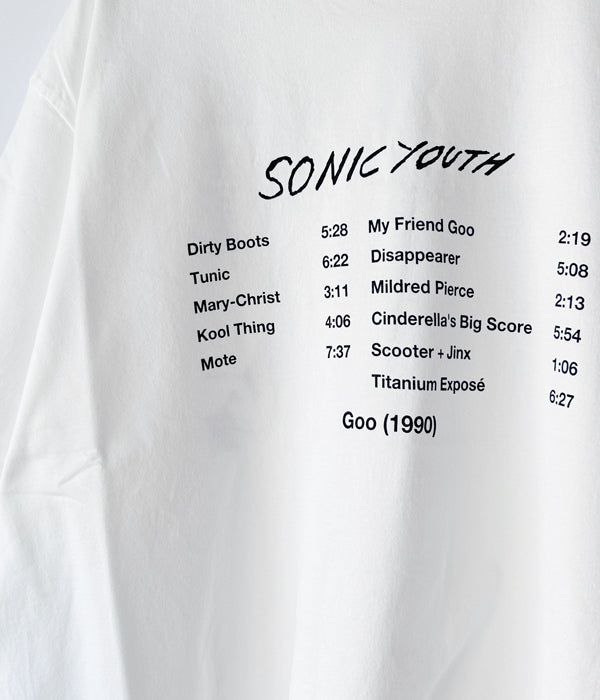 SONIC YOUTH
Dirty Boots 5:28
Tunic 6:22
Mary-Christ 3:11
Kool Thing 4:06
Mote 7:37
My Friend Goo 2:19
Disappearer 5:08
Mildred Pierce 2:13
Cinderella's Big Score 5:54
Scooter + Jinx 1:06
Titanium Exposé 6:27
Goo (1990)